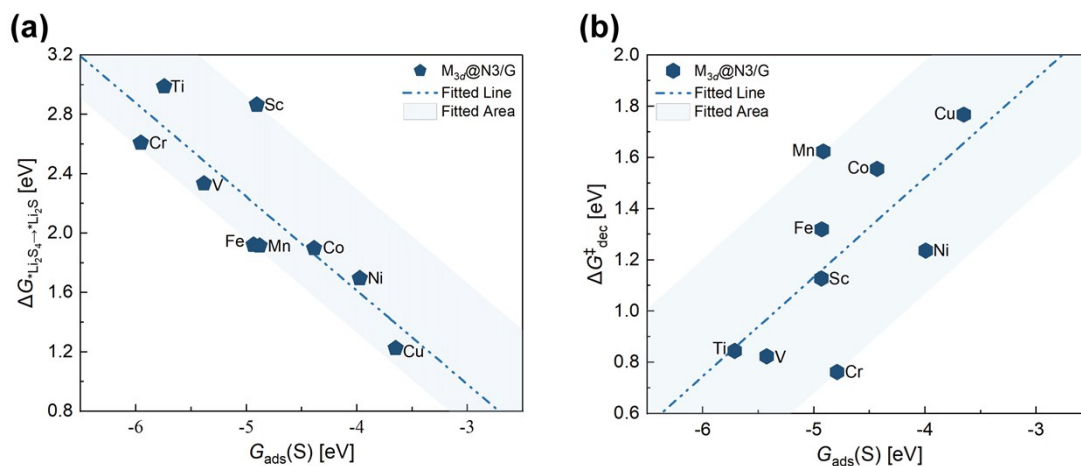 (a)
3.2
2.8
2.4
2.0
1.6
1.2
0.8
ΔG*Li₂S₄→*Li₂S [eV]
M3d@N3/G
Fitted Line
Fitted Area
Ti
Sc
Cr
V
Fe
Mn
Co
Ni
Cu
-6
-5
-4
-3
Gads(S) [eV]
(b)
2.0
1.8
1.6
1.4
1.2
1.0
0.8
0.6
ΔG‡dec [eV]
M3d@N3/G
Fitted Line
Fitted Area
Cu
Mn
Co
Fe
Ni
Sc
Ti
V
Cr
-6
-5
-4
-3
Gads(S) [eV]